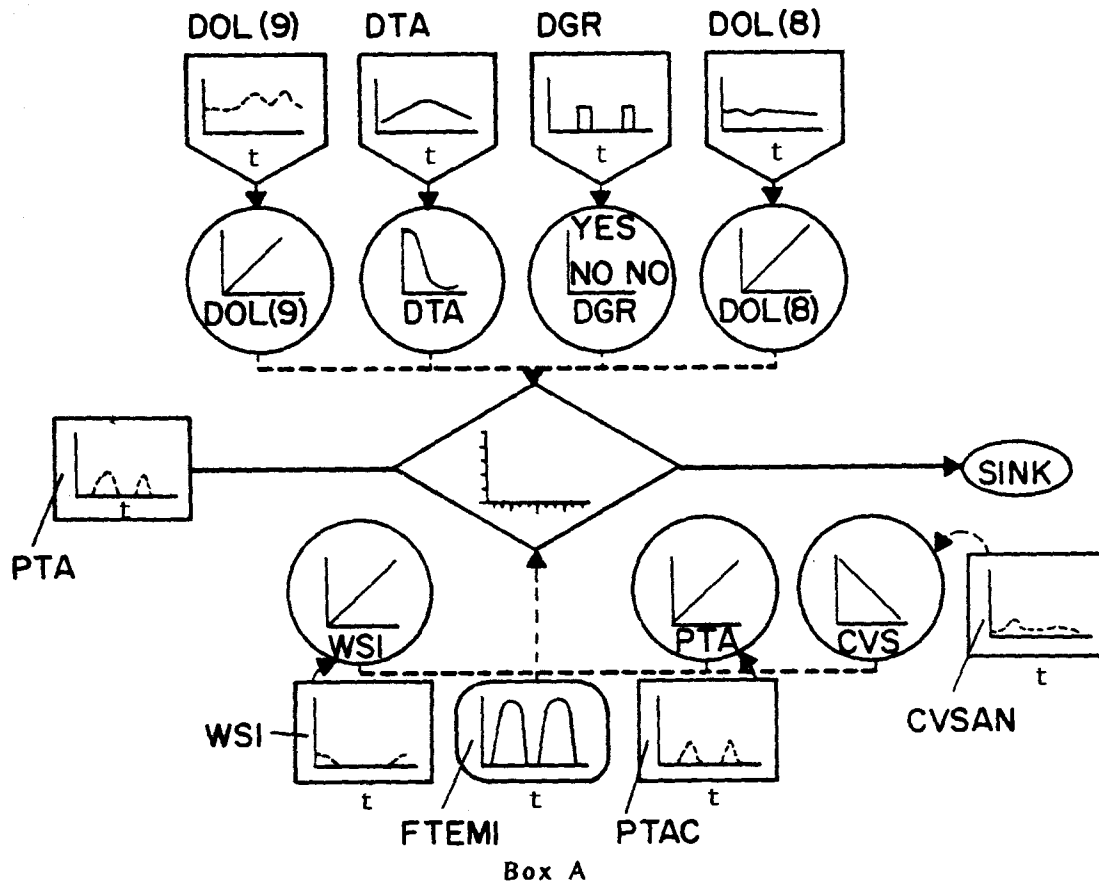 DOL(9) DTA DGR DOL(8)
t t t t
YES
NO NO
DOL(9) DTA DGR DOL(8)
t
PTA
SINK
WSI PTA CVS
t
WSI
CVSAN
t t t
FTEMI PTAC
Box A